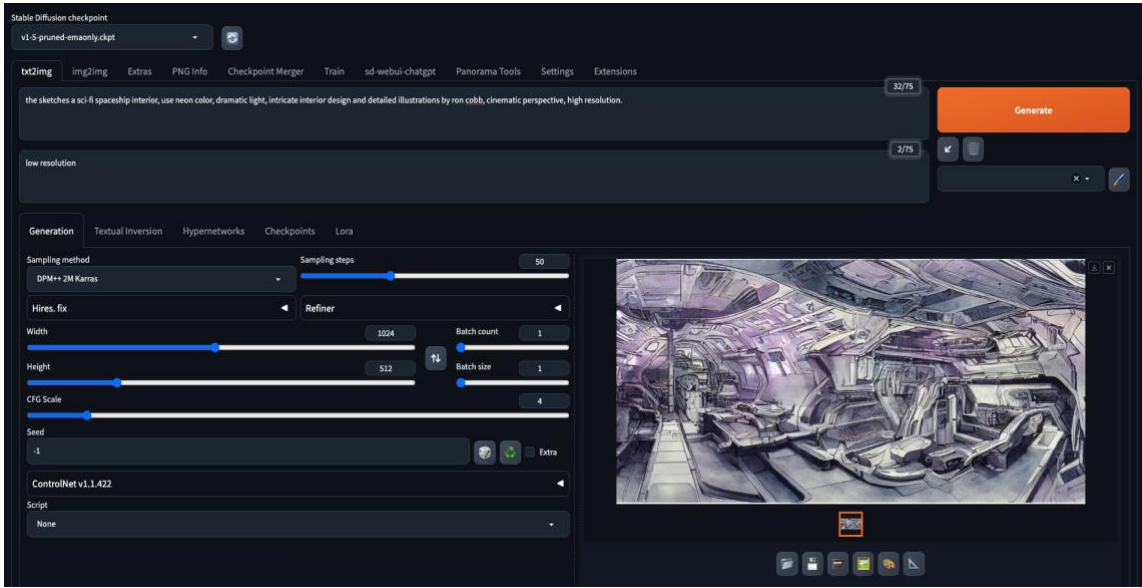 Stable Diffusion checkpoint
v1-5-pruned-emaonly.ckpt
txt2img img2img Extras PNG Info Checkpoint Merger Train sd-webui-chatgpt Panorama Tools Settings Extensions
32/75
the sketches a sci-fi spaceship interior, use neon color, dramatic light, intricate interior design and detailed illustrations by ron cobb, cinematic perspective, high resolution.
Generate
2/75
low resolution
Generation Textual Inversion Hypernetworks Checkpoints Lora
Sampling method Sampling steps 50
DPM++ 2M Karras
Hires. fix Refiner
Width 1024 Batch count 1
Height 512 Batch size 1
CFG Scale 4
Seed
-1 Extra
ControlNet v1.1.422
Script
None